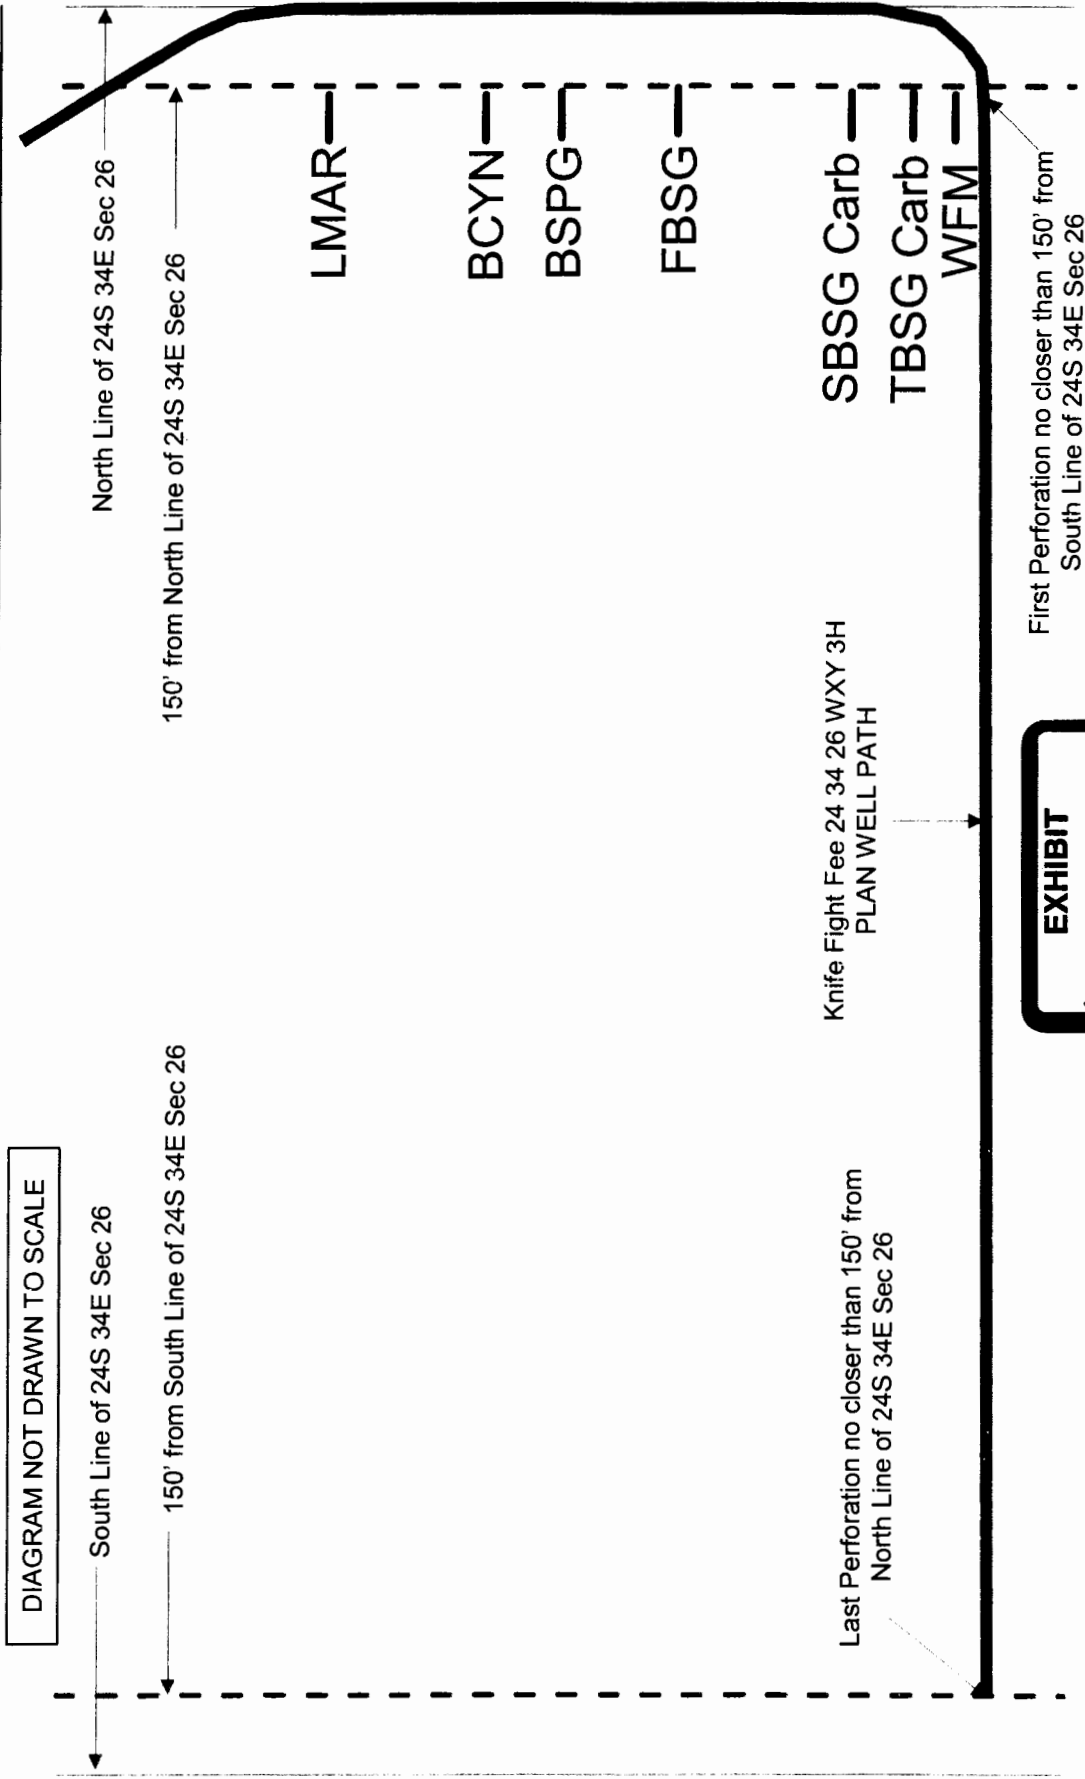 DIAGRAM NOT DRAWN TO SCALE
South Line of 24S 34E Sec 26
North Line of 24S 34E Sec 26
150' from South Line of 24S 34E Sec 26
150' from North Line of 24S 34E Sec 26
LMAR
BCYN
BSPG
FBSG
SBSG Carb
TBSG Carb
WFM
Last Perforation no closer than 150' from
North Line of 24S 34E Sec 26
Knife Fight Fee 24 34 26 WXY 3H
PLAN WELL PATH
First Perforation no closer than 150' from
South Line of 24S 34E Sec 26
EXHIBIT